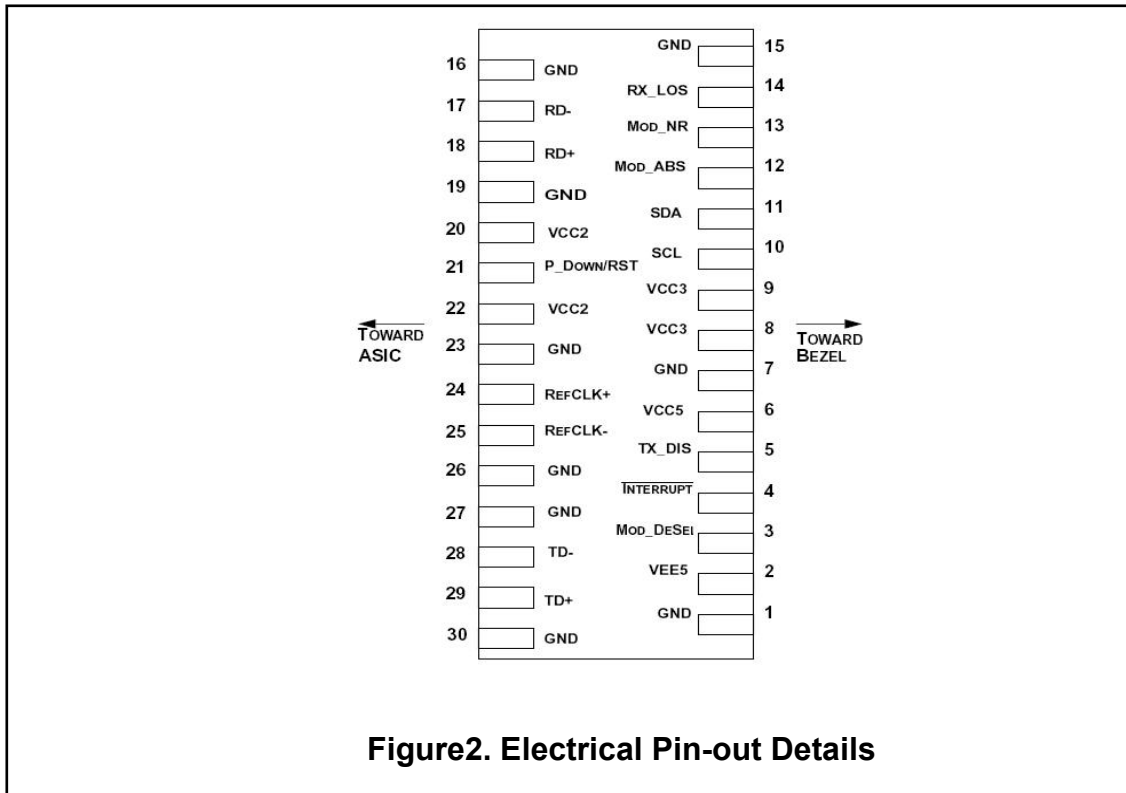 16 GND
17 RD-
18 RD+
19 GND
20 VCC2
21 P_DOWN/RST
22 VCC2
TOWARD
ASIC
23 GND
24 REFCLK+
25 REFCLK-
26 GND
27 GND
28 TD-
29 TD+
30 GND
GND 15
RX_LOS 14
MOD_NR 13
MOD_ABS 12
SDA 11
SCL 10
VCC3 9
VCC3 8
TOWARD
BEZEL
GND 7
VCC5 6
TX_DIS 5
INTERRUPT 4
MOD_DESEl 3
VEE5 2
GND 1
Figure2. Electrical Pin-out Details